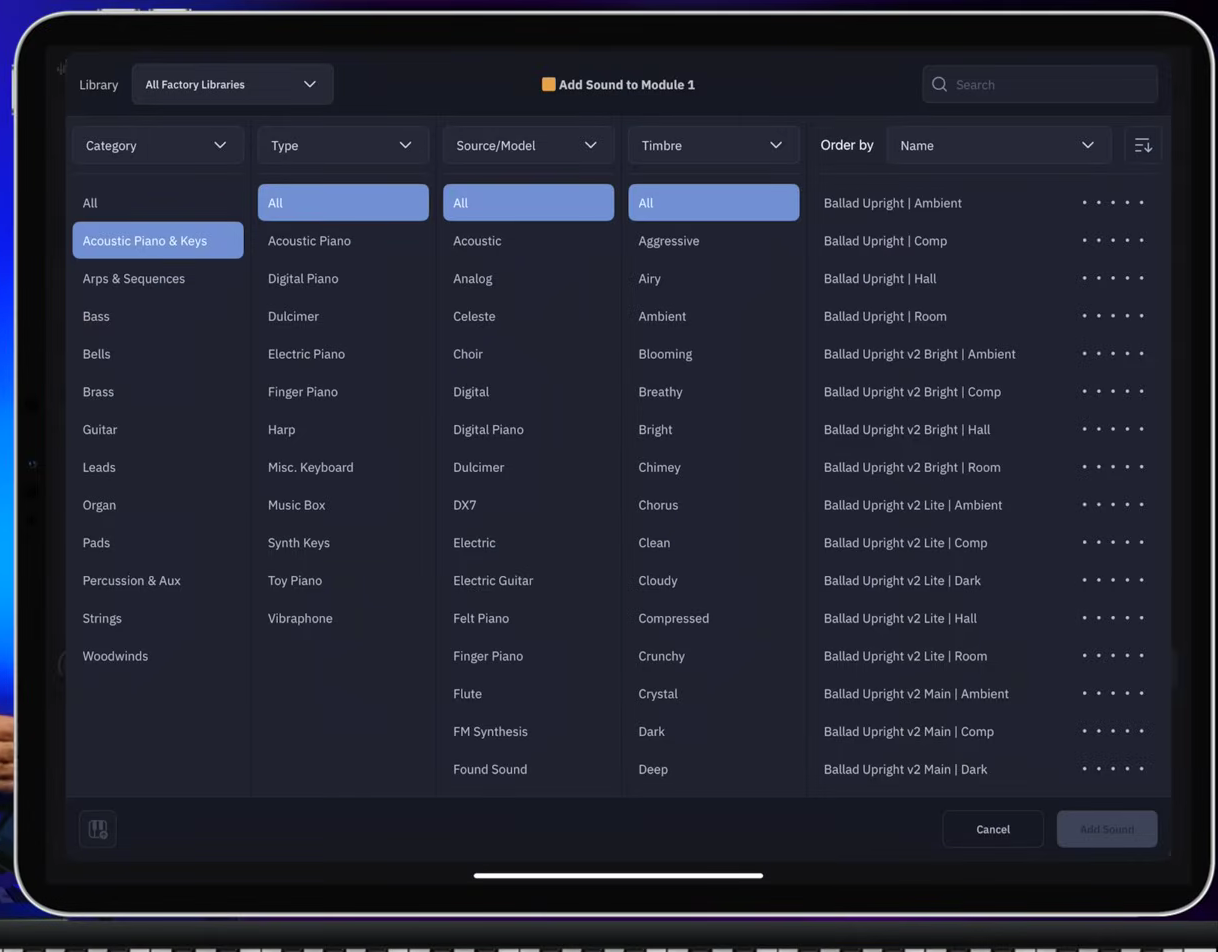 Library
All Factory Libraries
Add Sound to Module 1
Search
Category
Type
Source/Model
Timbre
Order by
Name
All
Acoustic Piano & Keys
Arps & Sequences
Bass
Bells
Brass
Guitar
Leads
Organ
Pads
Percussion & Aux
Strings
Woodwinds
All
Acoustic Piano
Digital Piano
Dulcimer
Electric Piano
Finger Piano
Harp
Misc. Keyboard
Music Box
Synth Keys
Toy Piano
Vibraphone
All
Acoustic
Analog
Celeste
Choir
Digital
Digital Piano
Dulcimer
DX7
Electric
Electric Guitar
Felt Piano
Finger Piano
Flute
FM Synthesis
Found Sound
All
Aggressive
Airy
Ambient
Blooming
Breathy
Bright
Chimey
Chorus
Clean
Cloudy
Compressed
Crunchy
Crystal
Dark
Deep
Ballad Upright | Ambient
Ballad Upright | Comp
Ballad Upright | Hall
Ballad Upright | Room
Ballad Upright v2 Bright | Ambient
Ballad Upright v2 Bright | Comp
Ballad Upright v2 Bright | Hall
Ballad Upright v2 Bright | Room
Ballad Upright v2 Lite | Ambient
Ballad Upright v2 Lite | Comp
Ballad Upright v2 Lite | Dark
Ballad Upright v2 Lite | Hall
Ballad Upright v2 Lite | Room
Ballad Upright v2 Main | Ambient
Ballad Upright v2 Main | Comp
Ballad Upright v2 Main | Dark
Cancel
Add Sound